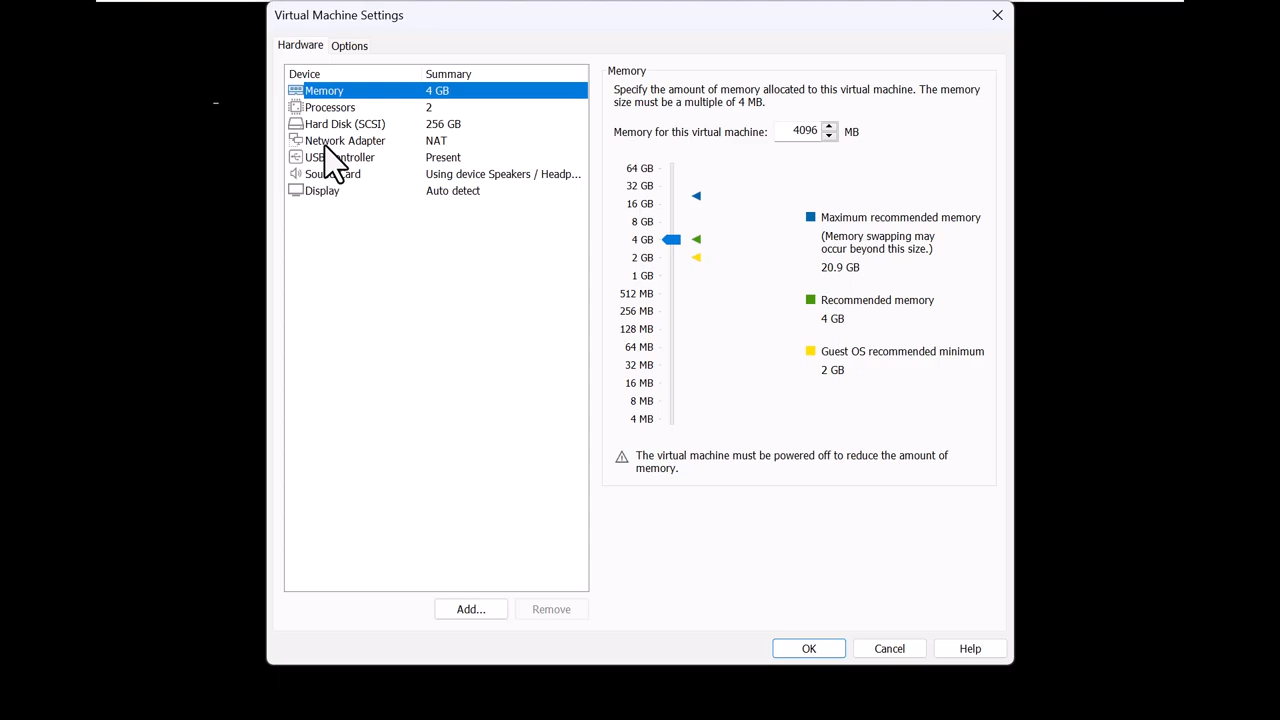 Virtual Machine Settings
Hardware Options
Device Summary
Memory 4 GB
Processors 2
Hard Disk (SCSI) 256 GB
Network Adapter NAT
USB Controller Present
Sound Card Using device Speakers / Headp...
Display Auto detect
Add... Remove
Memory
Specify the amount of memory allocated to this virtual machine. The memory
size must be a multiple of 4 MB.
Memory for this virtual machine: 4096 MB
64 GB
32 GB
16 GB
8 GB
4 GB
2 GB
1 GB
512 MB
256 MB
128 MB
64 MB
32 MB
16 MB
8 MB
4 MB
Maximum recommended memory
(Memory swapping may
occur beyond this size.)
20.9 GB
Recommended memory
4 GB
Guest OS recommended minimum
2 GB
The virtual machine must be powered off to reduce the amount of
memory.
OK Cancel Help